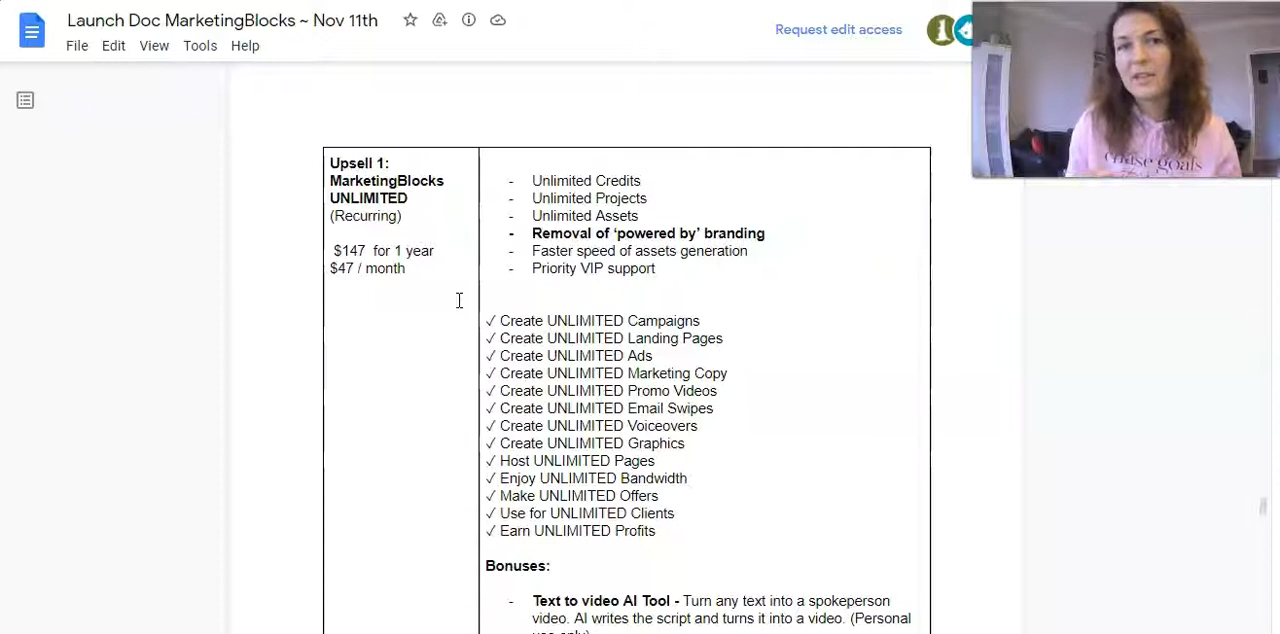 Launch Doc MarketingBlocks ~ Nov 11th
File Edit View Tools Help
Request edit access
Upsell 1:
MarketingBlocks
UNLIMITED
(Recurring)
$147 for 1 year
$47 / month
- Unlimited Credits
- Unlimited Projects
- Unlimited Assets
- Removal of ‘powered by’ branding
- Faster speed of assets generation
- Priority VIP support
✓ Create UNLIMITED Campaigns
✓ Create UNLIMITED Landing Pages
✓ Create UNLIMITED Ads
✓ Create UNLIMITED Marketing Copy
✓ Create UNLIMITED Promo Videos
✓ Create UNLIMITED Email Swipes
✓ Create UNLIMITED Voiceovers
✓ Create UNLIMITED Graphics
✓ Host UNLIMITED Pages
✓ Enjoy UNLIMITED Bandwidth
✓ Make UNLIMITED Offers
✓ Use for UNLIMITED Clients
✓ Earn UNLIMITED Profits
Bonuses:
- Text to video AI Tool - Turn any text into a spokeperson
video. AI writes the script and turns it into a video. (Personal
use only)
chase goals